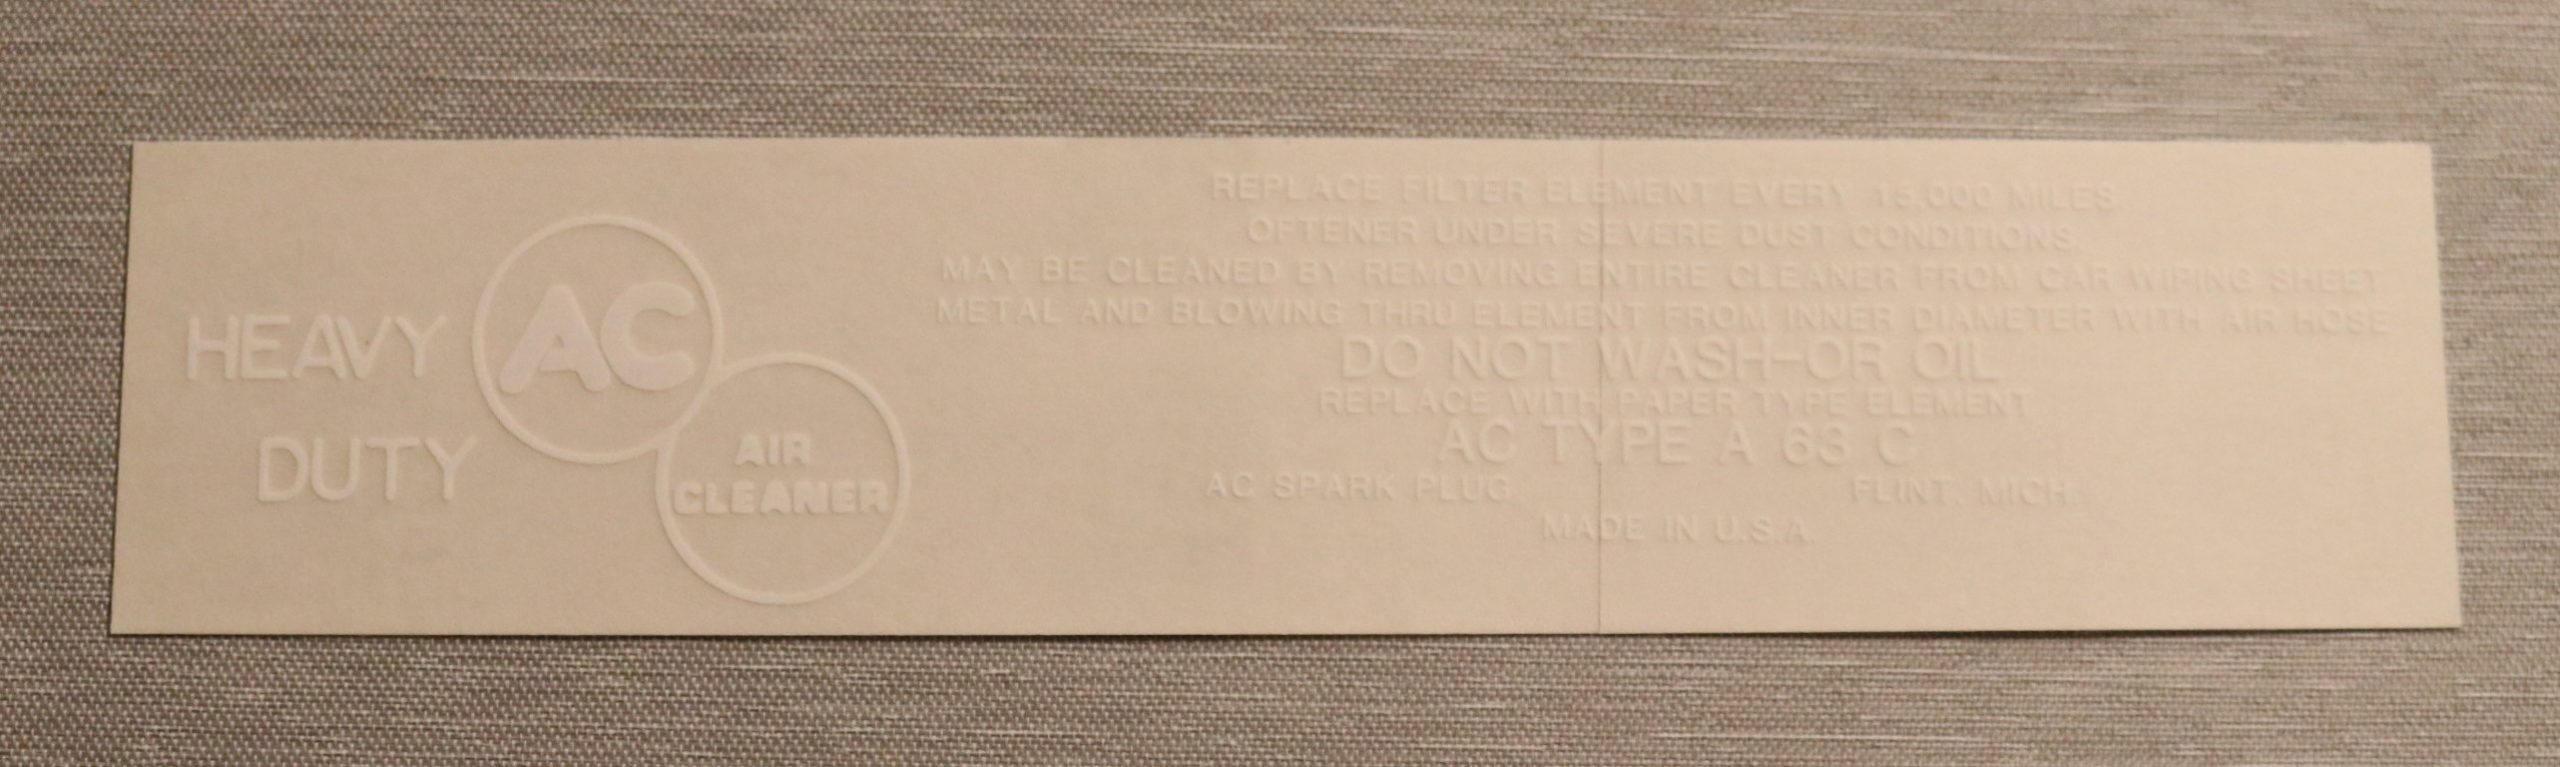 HEAVY
DUTY
AC
AIR
CLEANER
REPLACE FILTER ELEMENT EVERY 15,000 MILES.
OFTENER UNDER SEVERE DUST CONDITIONS.
MAY BE CLEANED BY REMOVING ENTIRE CLEANER FROM CAR WIPING SHEET
METAL AND BLOWING THRU ELEMENT FROM INNER DIAMETER WITH AIR HOSE
DO NOT WASH-OR OIL
REPLACE WITH PAPER TYPE ELEMENT
AC TYPE A 63 C
AC SPARK PLUG FLINT, MICH.
MADE IN U.S.A.